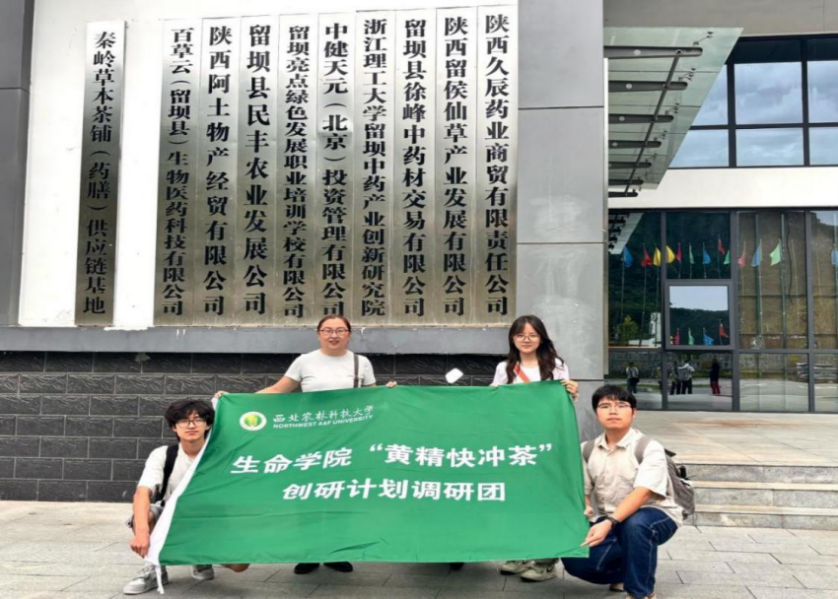 陕西久辰药业商贸有限责任公司
陕西留侯仙草产业发展有限公司
留坝县徐峰中药材交易有限公司
浙江理工大学留坝中药产业创新研究院
中健天元（北京）投资管理有限公司
留坝亮点绿色发展职业培训学校有限公司
留坝县民丰农业发展公司
陕西阿土物产经贸有限公司
百草云（留坝县）生物医药科技有限公司
秦岭草本茶铺（药膳）供应链基地
西北农林科技大学
NORTHWEST A&F UNIVERSITY
生命学院“黄精快冲茶”
创研计划调研团